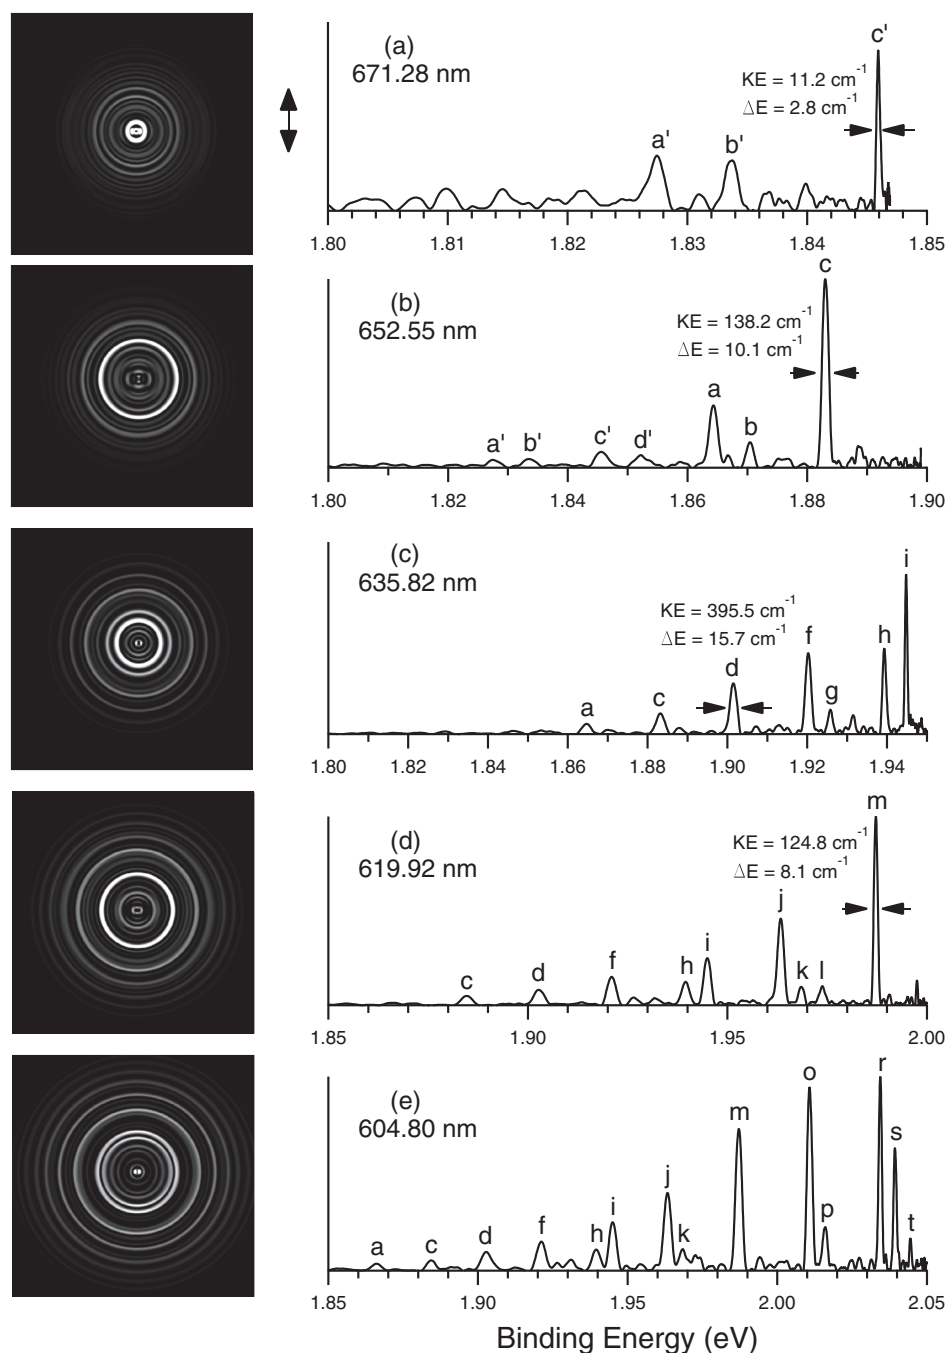 (a)
671.28 nm
KE = 11.2 cm⁻¹
ΔE = 2.8 cm⁻¹
a' b' c'
1.80 1.81 1.82 1.83 1.84 1.85
(b)
652.55 nm
KE = 138.2 cm⁻¹
ΔE = 10.1 cm⁻¹
a' b' c' d' a b c
1.80 1.82 1.84 1.86 1.88 1.90
(c)
635.82 nm
KE = 395.5 cm⁻¹
ΔE = 15.7 cm⁻¹
a c d f g h i
1.80 1.82 1.84 1.86 1.88 1.90 1.92 1.94
(d)
619.92 nm
KE = 124.8 cm⁻¹
ΔE = 8.1 cm⁻¹
c d f h i j k l m
1.85 1.90 1.95 2.00
(e)
604.80 nm
a c d f h i j k m o p r s t
1.85 1.90 1.95 2.00 2.05
Binding Energy (eV)